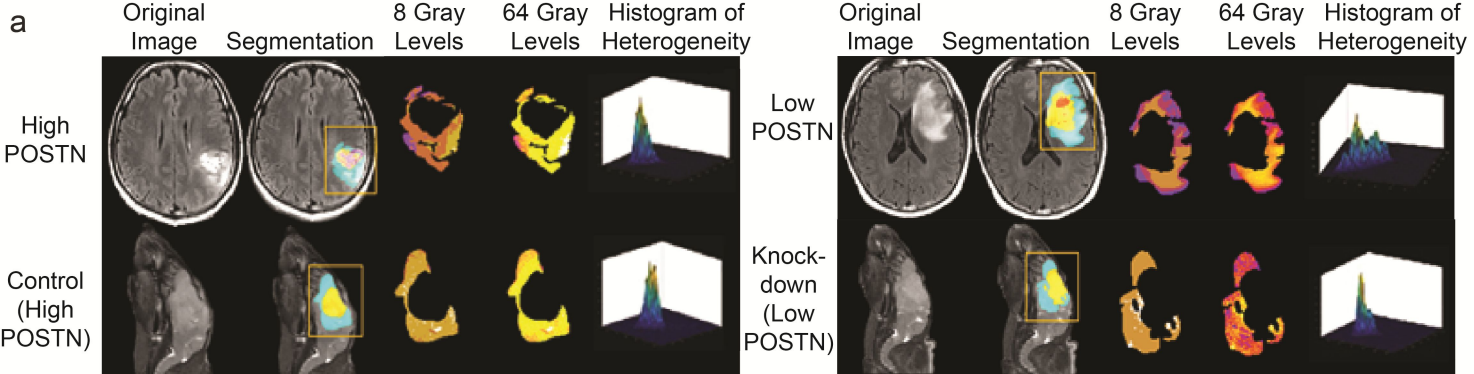 a
Original
Image
Segmentation
8 Gray
Levels
64 Gray
Levels
Histogram of
Heterogeneity
Original
Image
Segmentation
8 Gray
Levels
64 Gray
Levels
Histogram of
Heterogeneity
High
POSTN
Low
POSTN
Control
(High
POSTN)
Knock-
down
(Low
POSTN)